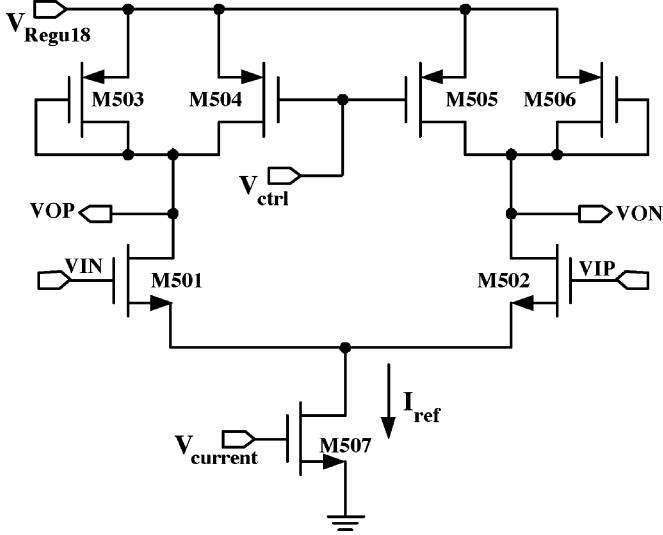 VRegu18
M503
M504
M505
M506
Vctrl
VOP
VON
VIN
M501
M502
VIP
Iref
Vcurrent
M507